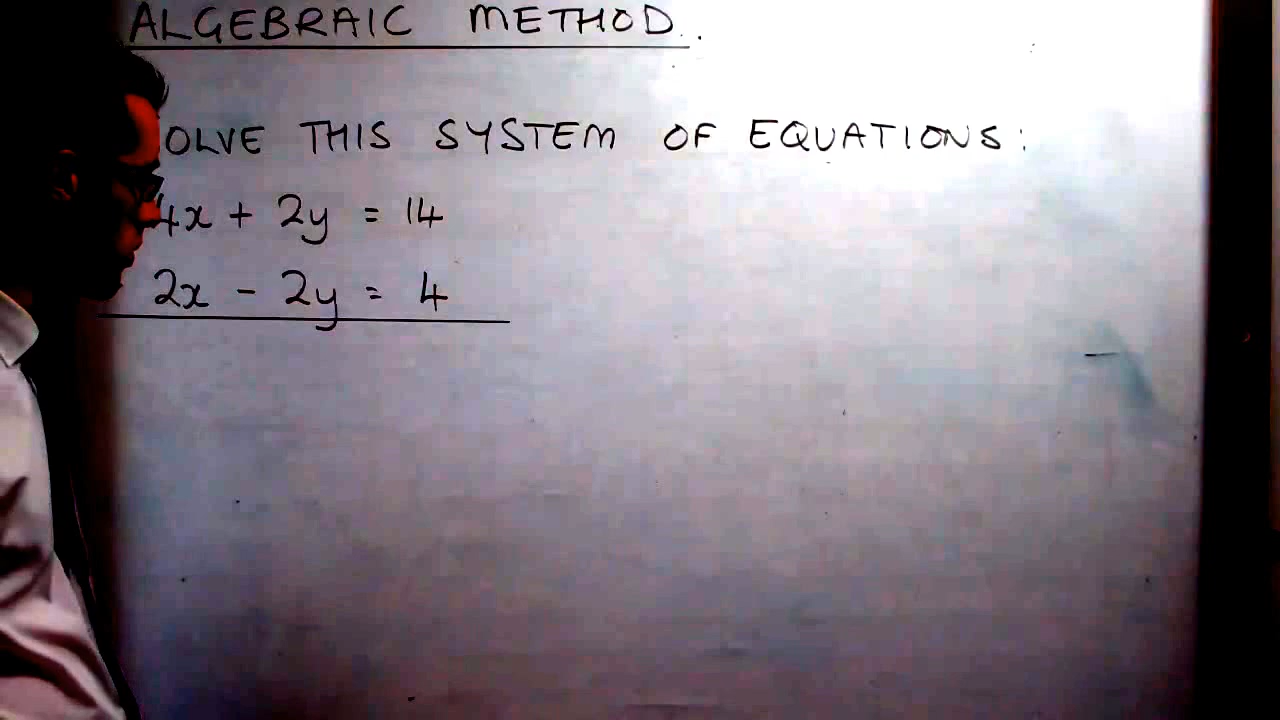 ALGEBRAIC METHOD.
OLVE THIS SYSTEM OF EQUATIONS:
4x + 2y = 14
2x - 2y = 4